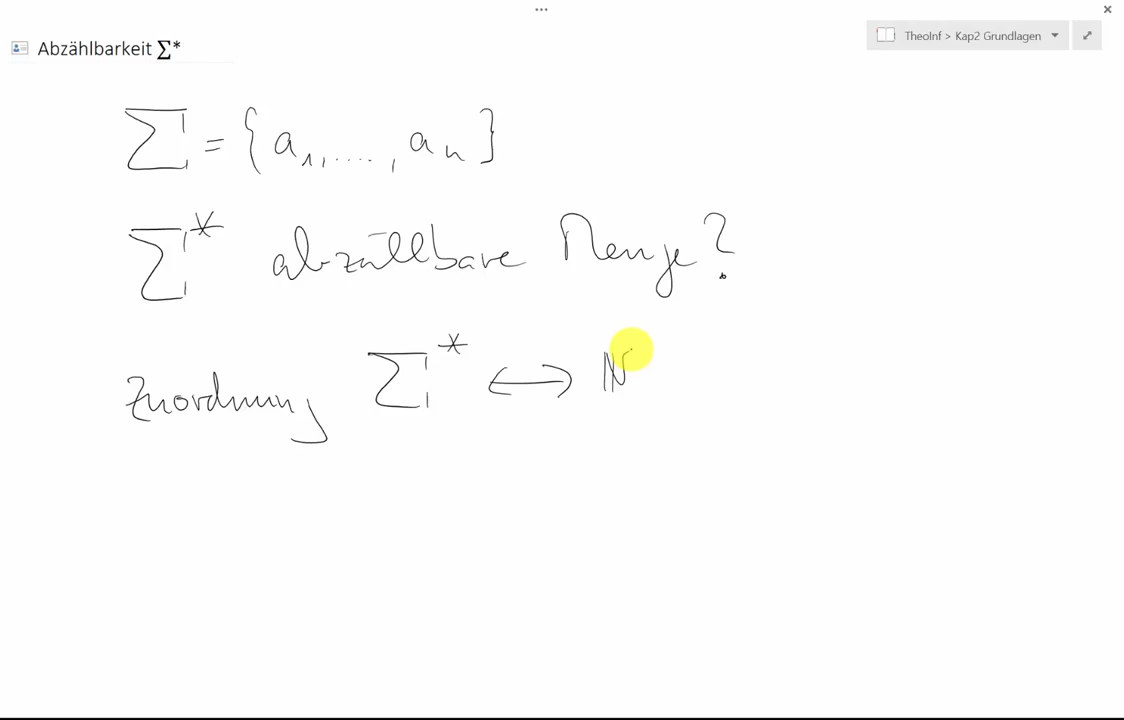 Abzählbarkeit Σ*
TheoInf > Kap2 Grundlagen
Σ = {a₁, ...., aₙ}
Σ* abzählbare Menge?
Zuordnung Σ* ↔ ℕ